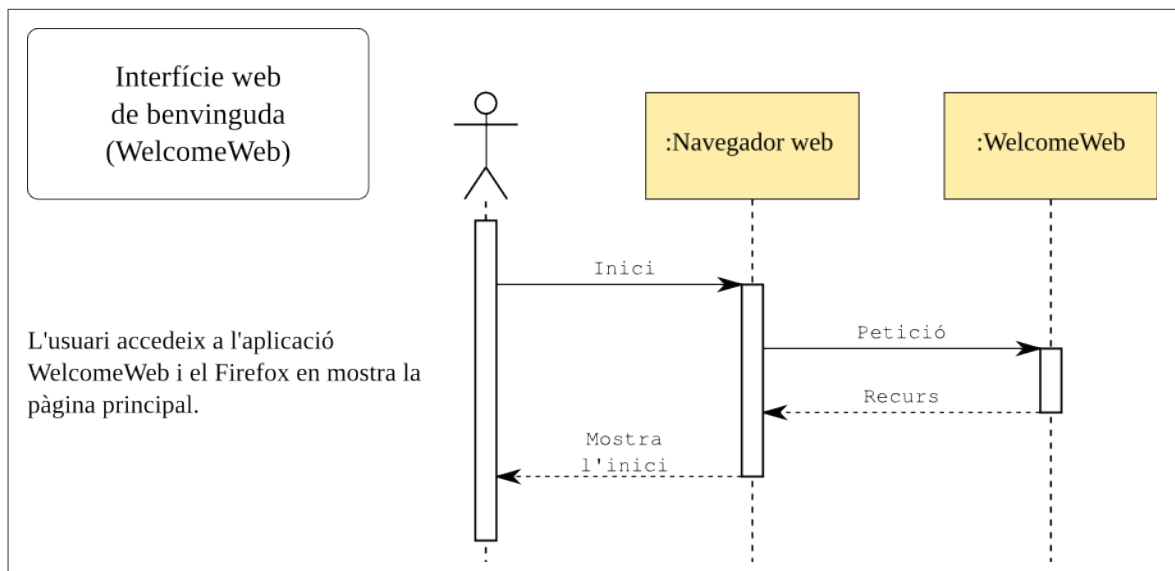 Interfície web
de benvinguda
(WelcomeWeb)
:Navegador web
:WelcomeWeb
Inici
Petició
L'usuari accedeix a l'aplicació
WelcomeWeb i el Firefox en mostra la
pàgina principal.
Recurs
Mostra
l'inici